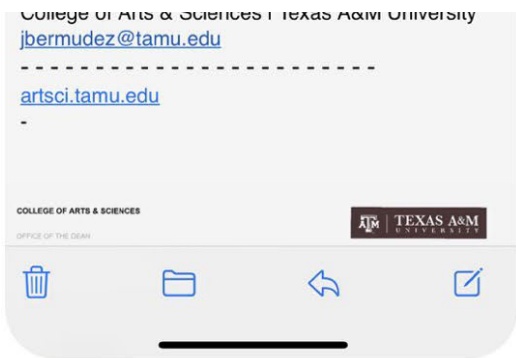 College of Arts & Sciences | Texas A&M University
jbermudez@tamu.edu
- - - - - - - - - - - - - - - - - - - - - - - - - -
artsci.tamu.edu
-
COLLEGE OF ARTS & SCIENCES
OFFICE OF THE DEAN
ATM | TEXAS A&M
UNIVERSITY